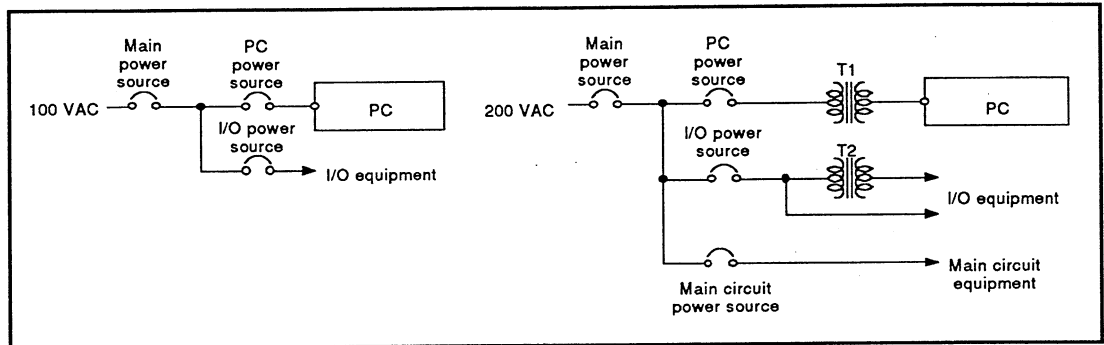 Main
power
source
PC
power
source
100 VAC
PC
I/O power
source
I/O equipment
Main
power
source
PC
power
source
T1
200 VAC
PC
I/O power
source
T2
I/O equipment
Main circuit
equipment
Main circuit
power source